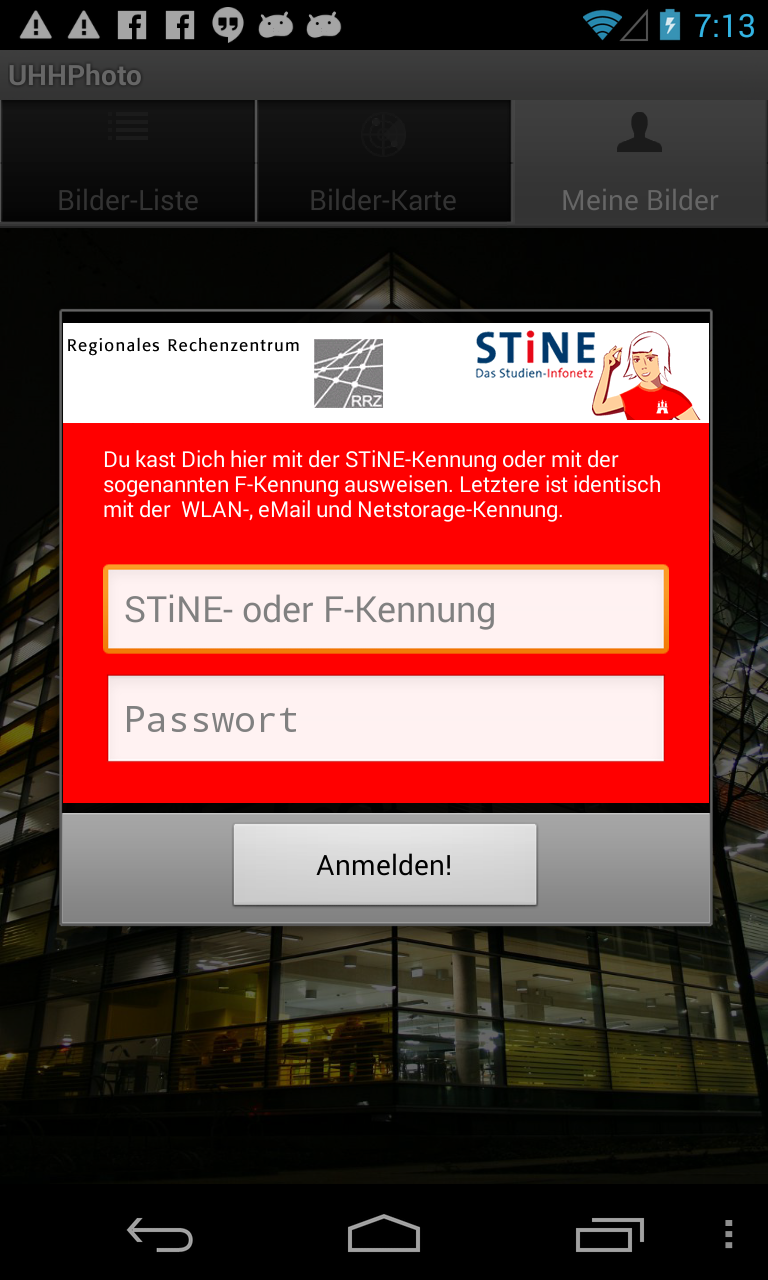 7:13
UHHPhoto
Bilder-Liste
Bilder-Karte
Meine Bilder
Regionales Rechenzentrum
RRZ
STiNE
Das Studien-Infonetz
Du kast Dich hier mit der STiNE-Kennung oder mit der
sogenannten F-Kennung ausweisen. Letztere ist identisch
mit der  WLAN-, eMail und Netstorage-Kennung.
STiNE- oder F-Kennung
Passwort
Anmelden!